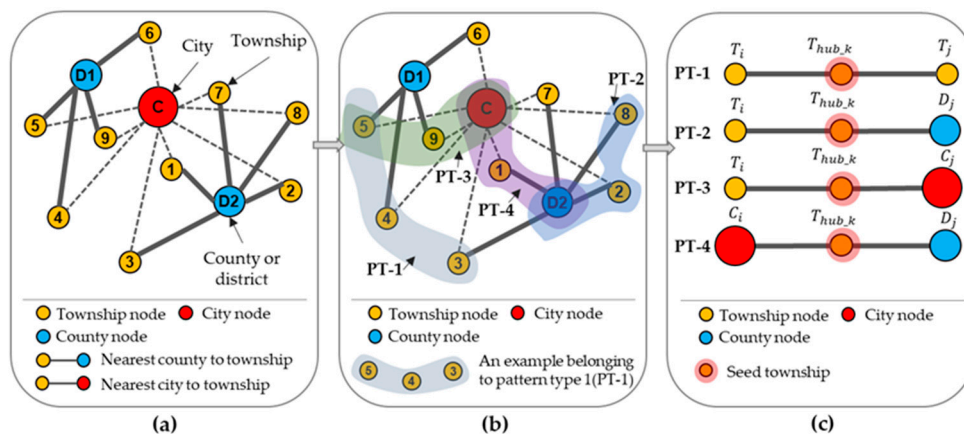 6
City
Township
D1
7
C
8
5
9
1
2
D2
4
3
County or
district
Township node
City node
County node
Nearest county to township
Nearest city to township
(a)
6
D1
7
PT-2
C
8
5
9
PT-3
1
2
PT-4
D2
4
PT-1
3
Township node
City node
County node
5 4 3
An example belonging
to pattern type 1(PT-1)
(b)
T_i T_hub_k T_j
PT-1
T_i T_hub_k D_j
PT-2
T_i T_hub_k C_j
PT-3
C_i T_hub_k D_j
PT-4
Township node
City node
County node
Seed township
(c)